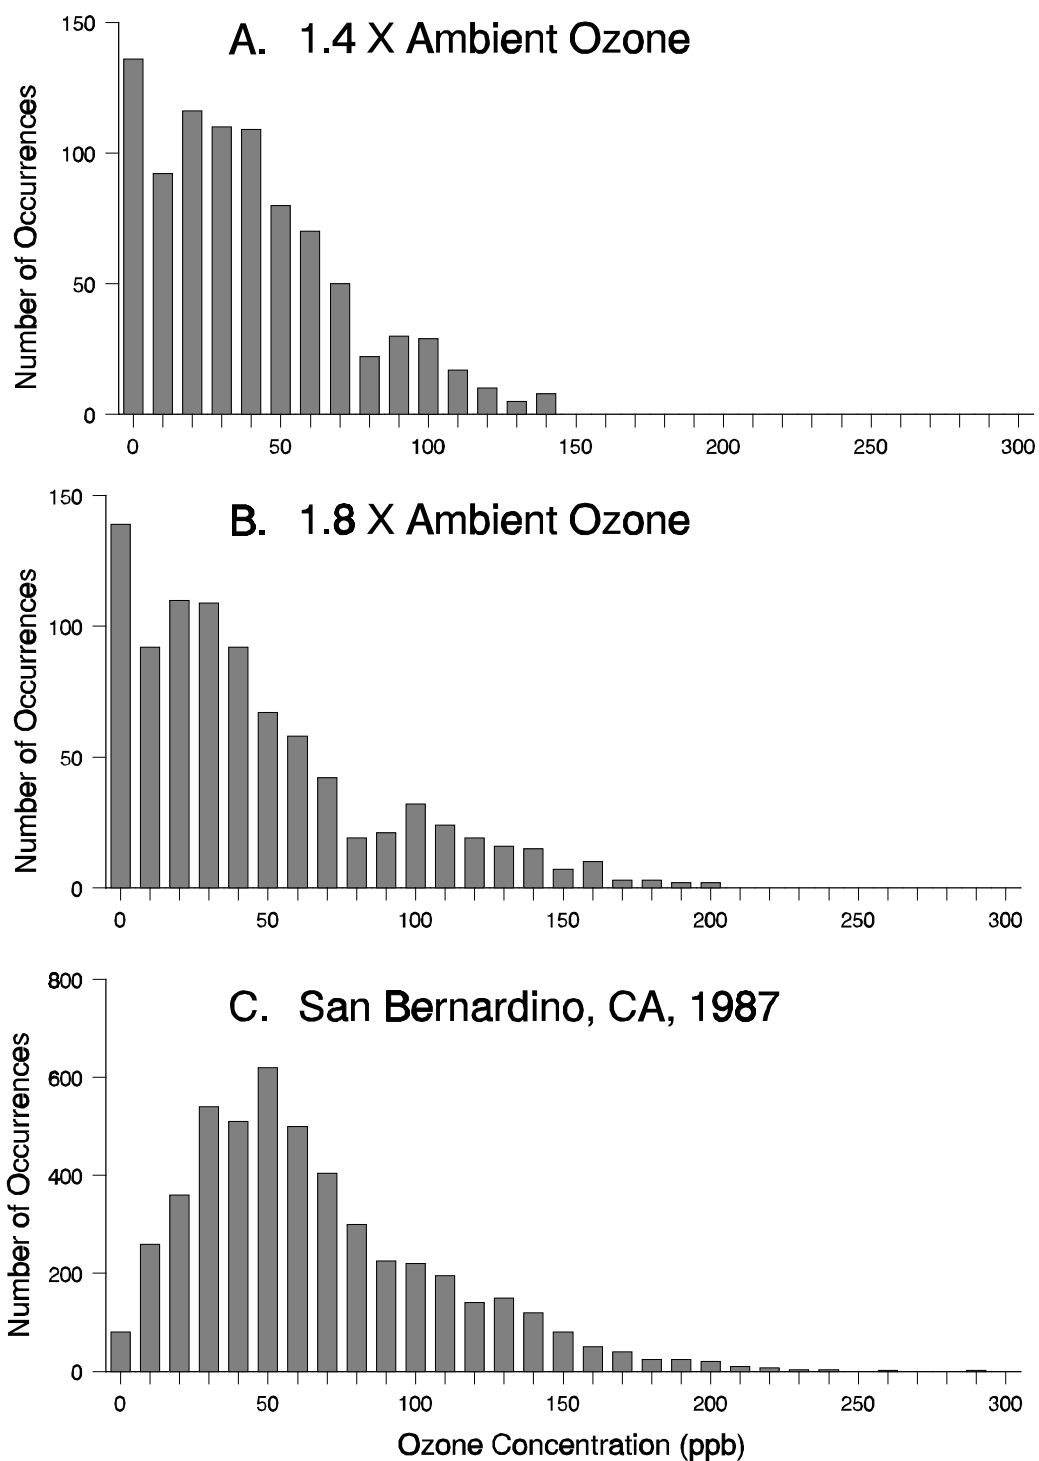 A. 1.4 X Ambient Ozone
Number of Occurrences
150
100
50
0
0 50 100 150 200 250 300
B. 1.8 X Ambient Ozone
Number of Occurrences
150
100
50
0
0 50 100 150 200 250 300
C. San Bernardino, CA, 1987
Number of Occurrences
800
600
400
200
0
0 50 100 150 200 250 300
Ozone Concentration (ppb)